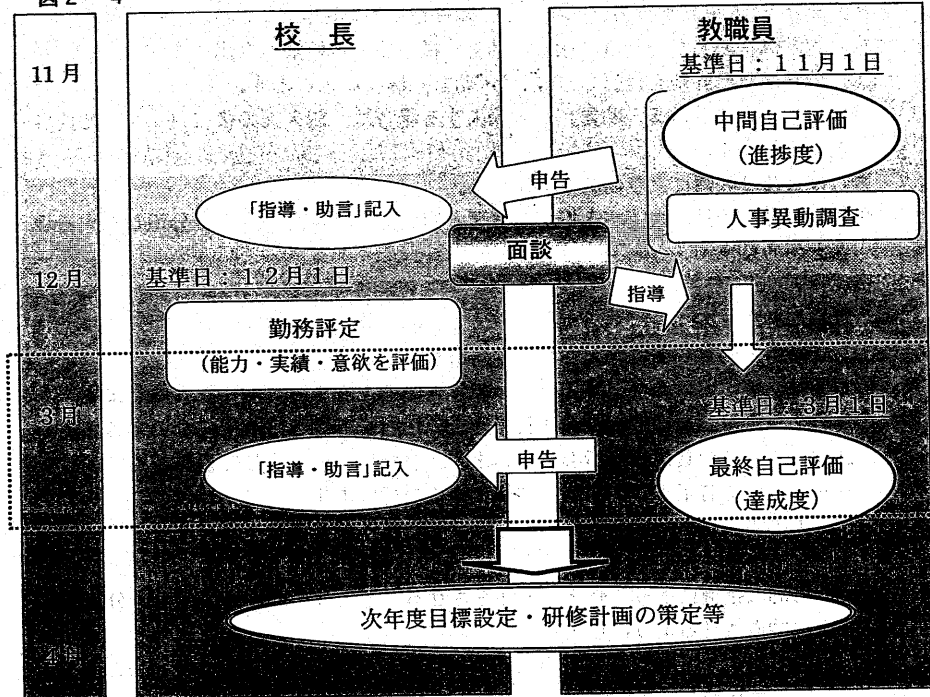 図2－4
校 長
教職員
11月
基準日：１１月１日
中間自己評価
(進捗度)
申告
「指導・助言」記入
人事異動調査
面談
12月
基準日：１２月１日
指導
勤務評定
(能力・実績・意欲を評価)
3月
基準日：３月１日
申告
「指導・助言」記入
最終自己評価
(達成度)
次年度目標設定・研修計画の策定等
4月